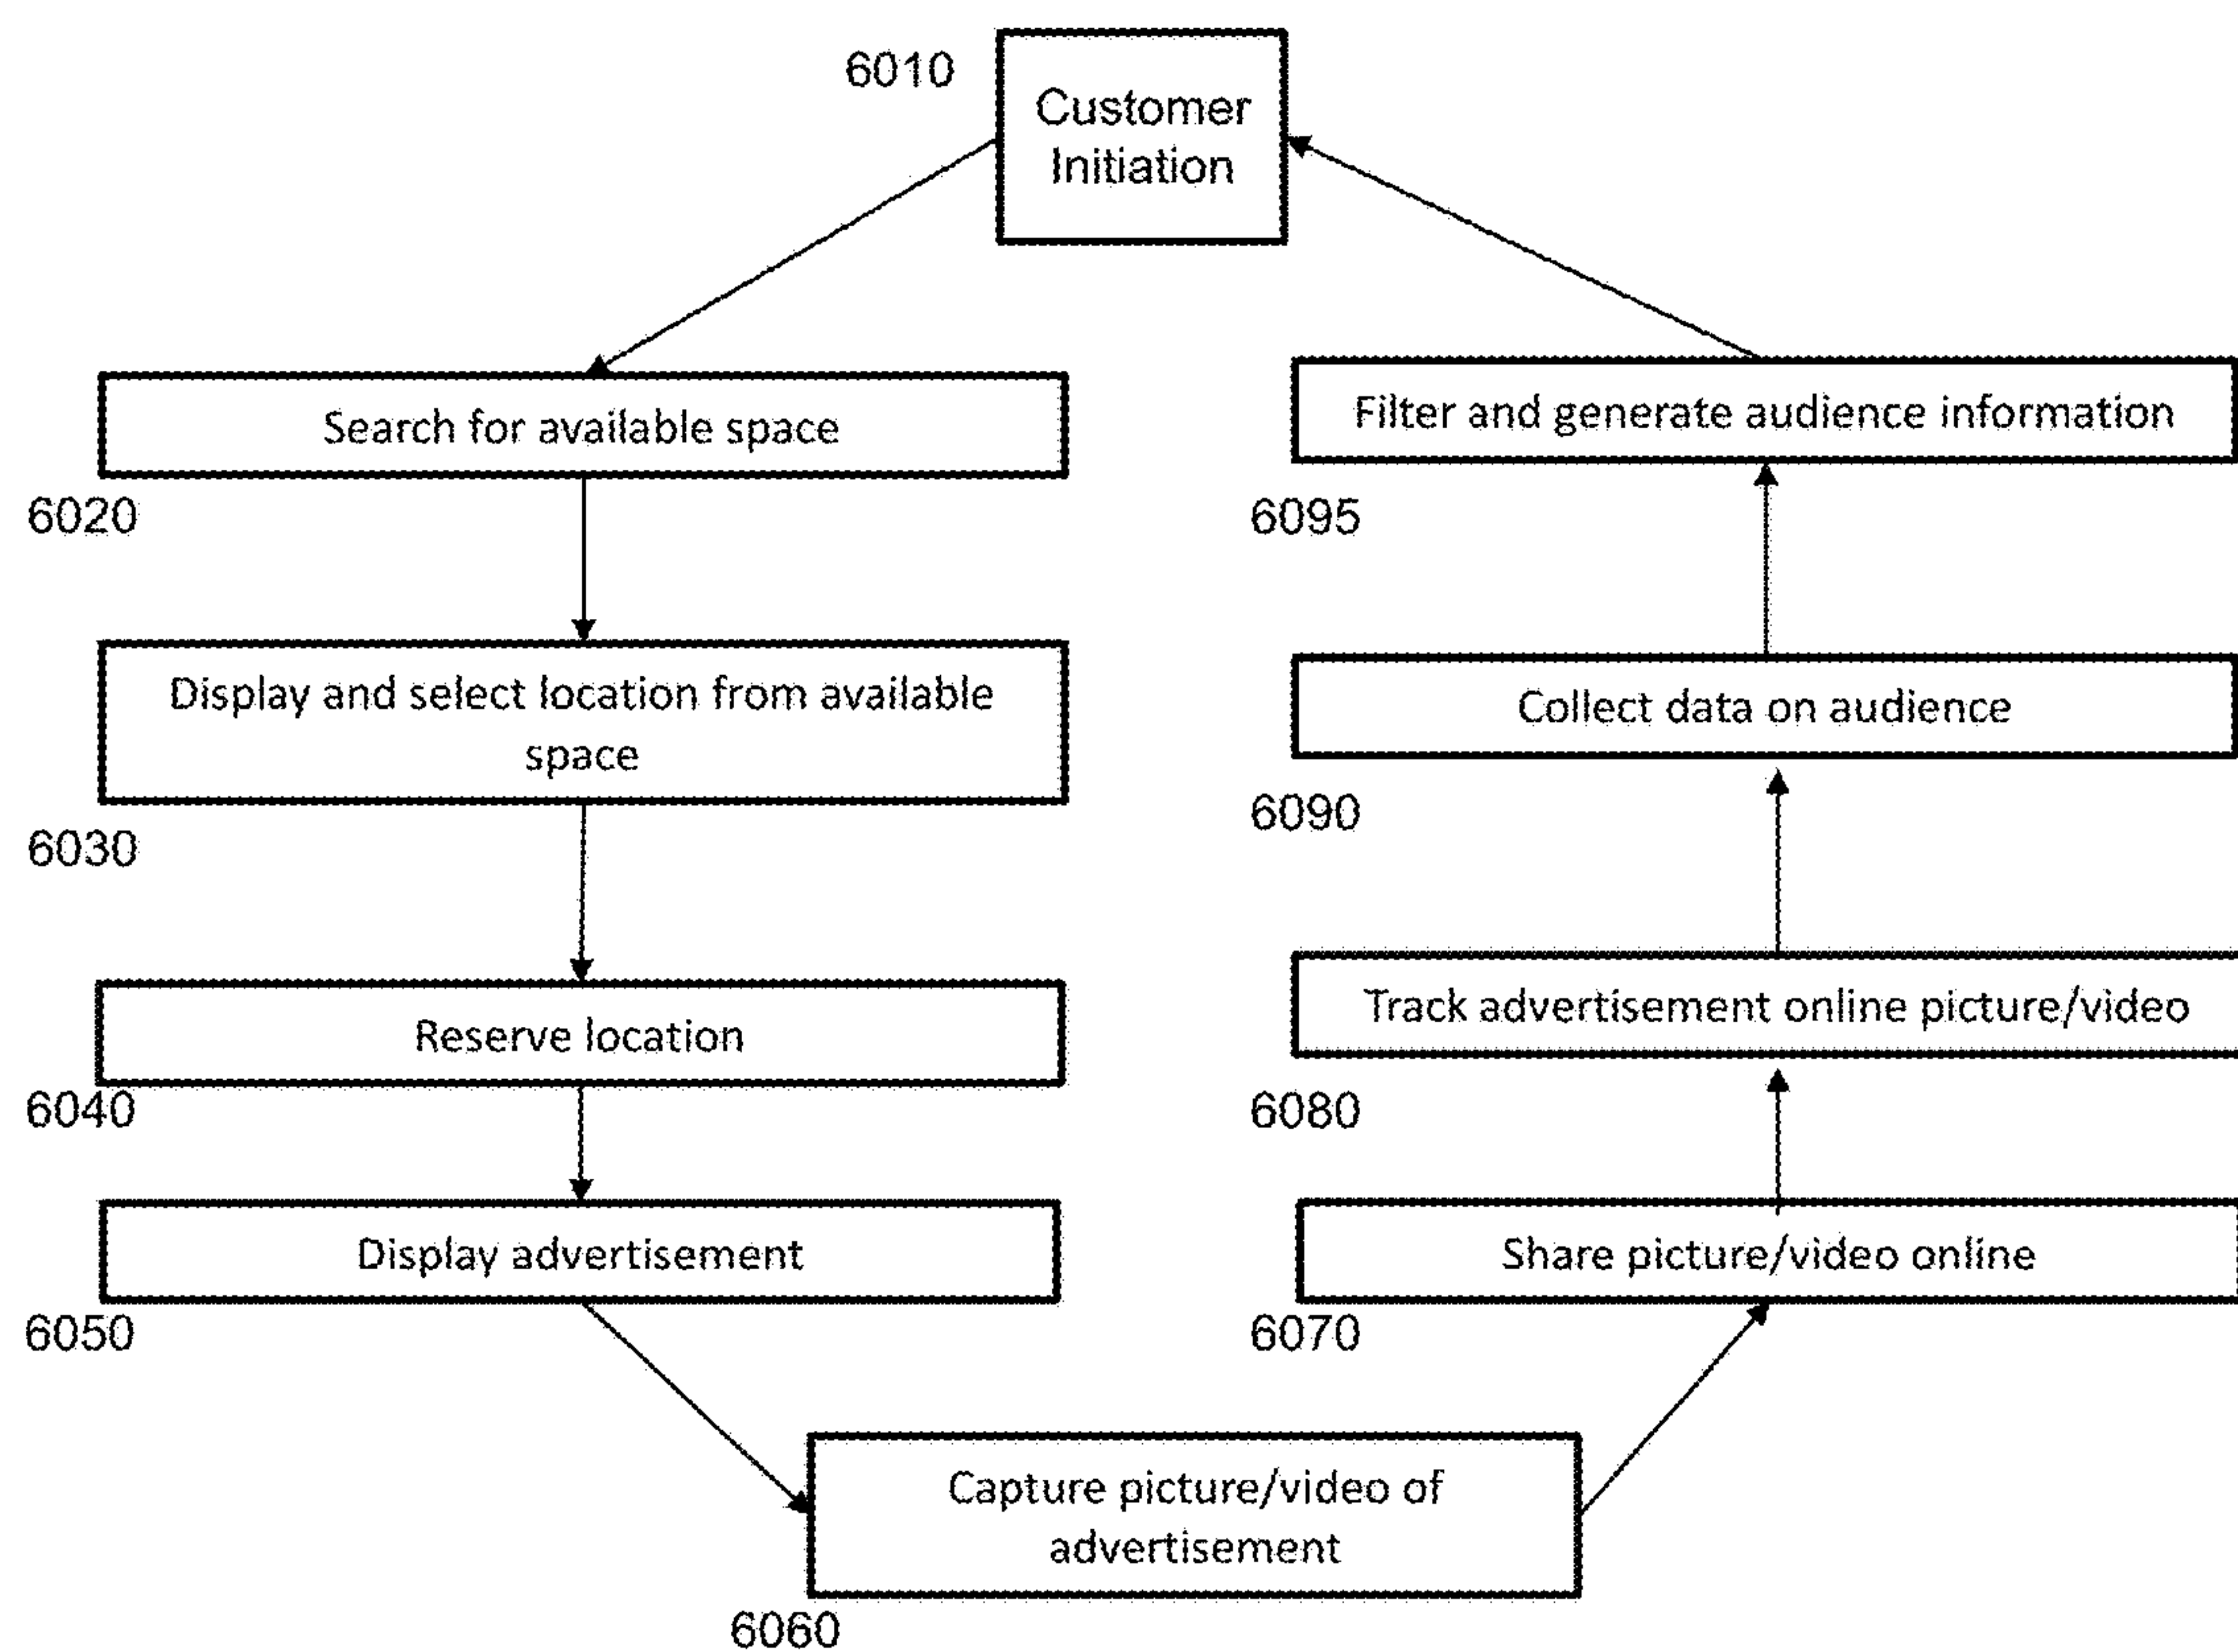 6010
Customer
Initiation
Search for available space
6020
Display and select location from available
space
6030
Reserve location
6040
Display advertisement
6050
Capture picture/video of
advertisement
6060
Share picture/video online
6070
Track advertisement online picture/video
6080
Collect data on audience
6090
Filter and generate audience information
6095